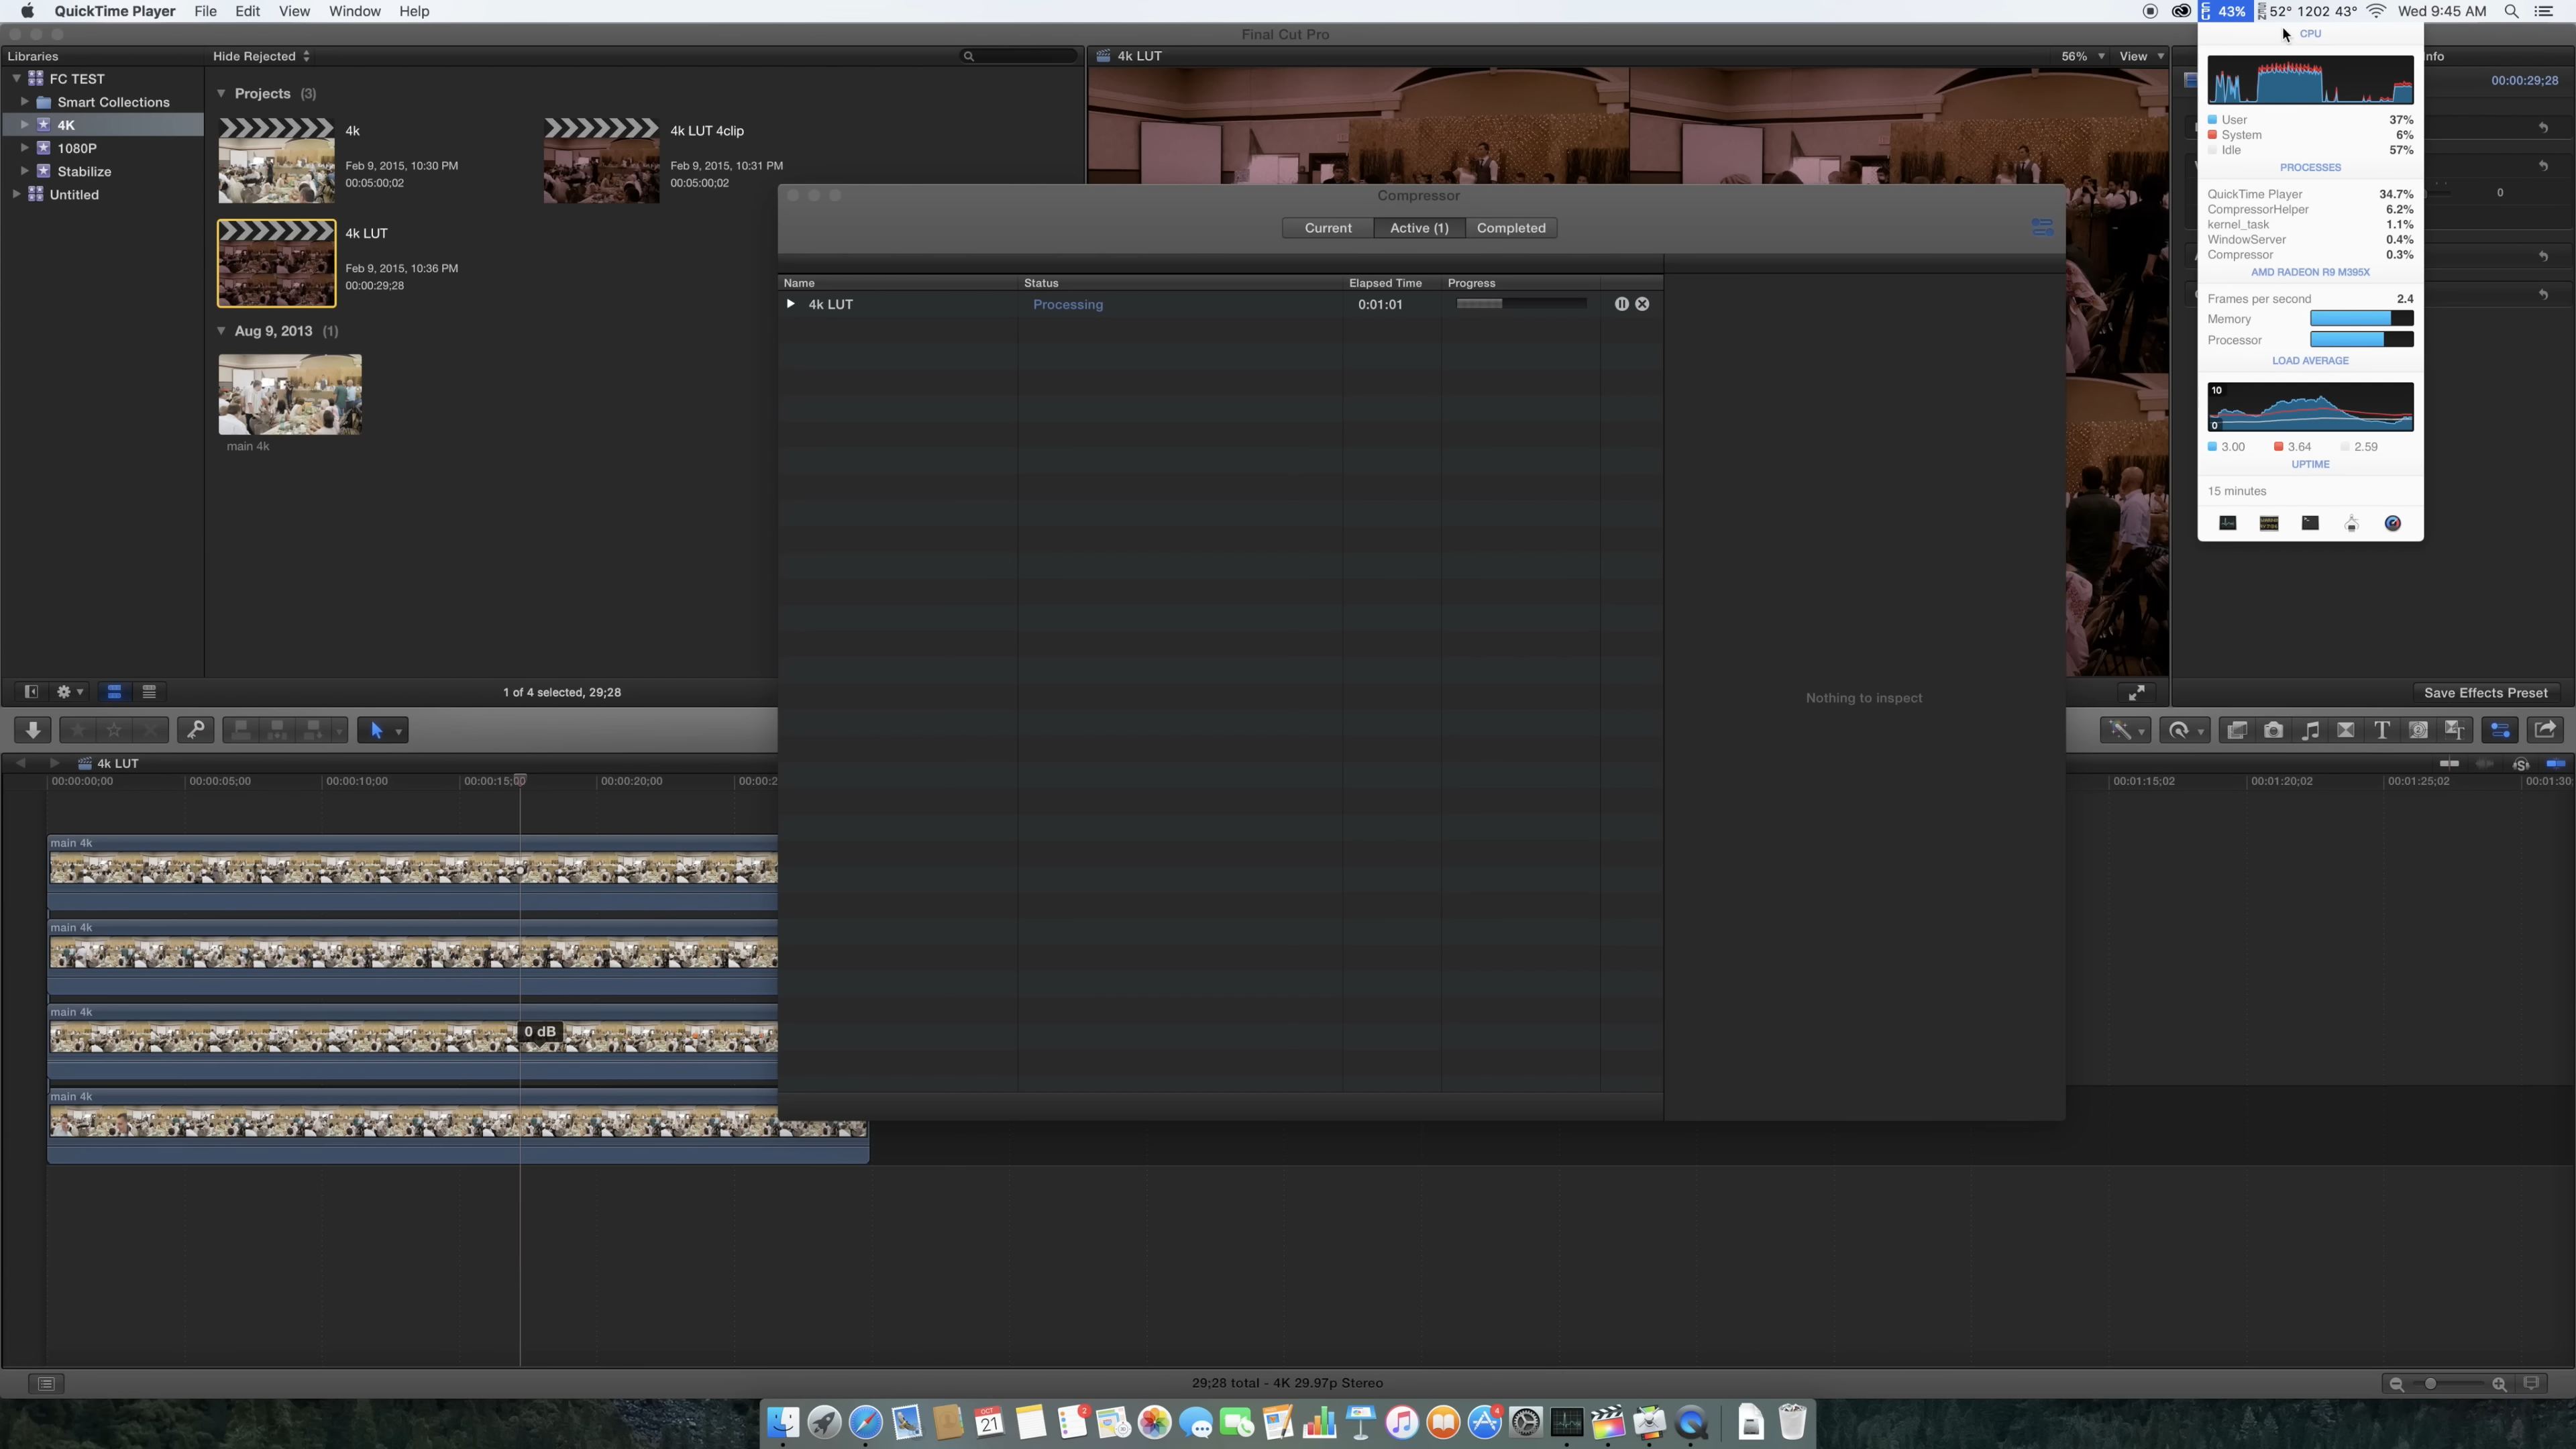 QuickTime Player File Edit View Window Help
43% 52° 1202 43° Wed 9:45 AM
Final Cut Pro
Libraries
Hide Rejected
4k LUT
56% View
FC TEST
Smart Collections
4K
1080P
Stabilize
Untitled
Projects (3)
4k
Feb 9, 2015, 10:30 PM
00:05:00;02
4k LUT 4clip
Feb 9, 2015, 10:31 PM
00:05:00;02
4k LUT
Feb 9, 2015, 10:36 PM
00:00:29;28
Aug 9, 2013 (1)
main 4k
1 of 4 selected, 29;28
Compressor
Current Active (1) Completed
Name Status Elapsed Time Progress
4k LUT Processing 0:01:01
Nothing to inspect
CPU
User 37%
System 6%
Idle 57%
PROCESSES
QuickTime Player 34.7%
CompressorHelper 6.2%
kernel_task 1.1%
WindowServer 0.4%
Compressor 0.3%
AMD RADEON R9 M395X
Frames per second 2.4
Memory
Processor
LOAD AVERAGE
10
0
3.00 3.64 2.59
UPTIME
15 minutes
nfo
00:00:29;28
0
Save Effects Preset
4k LUT
00:00:00;00 00:00:05;00 00:00:10;00 00:00:15;00 00:00:20;00 00:00:2 00:01:15;02 00:01:20;02 00:01:25;02 00:01:30
main 4k
main 4k
main 4k
0 dB
main 4k
29;28 total - 4K 29.97p Stereo
OCT
21
2
4